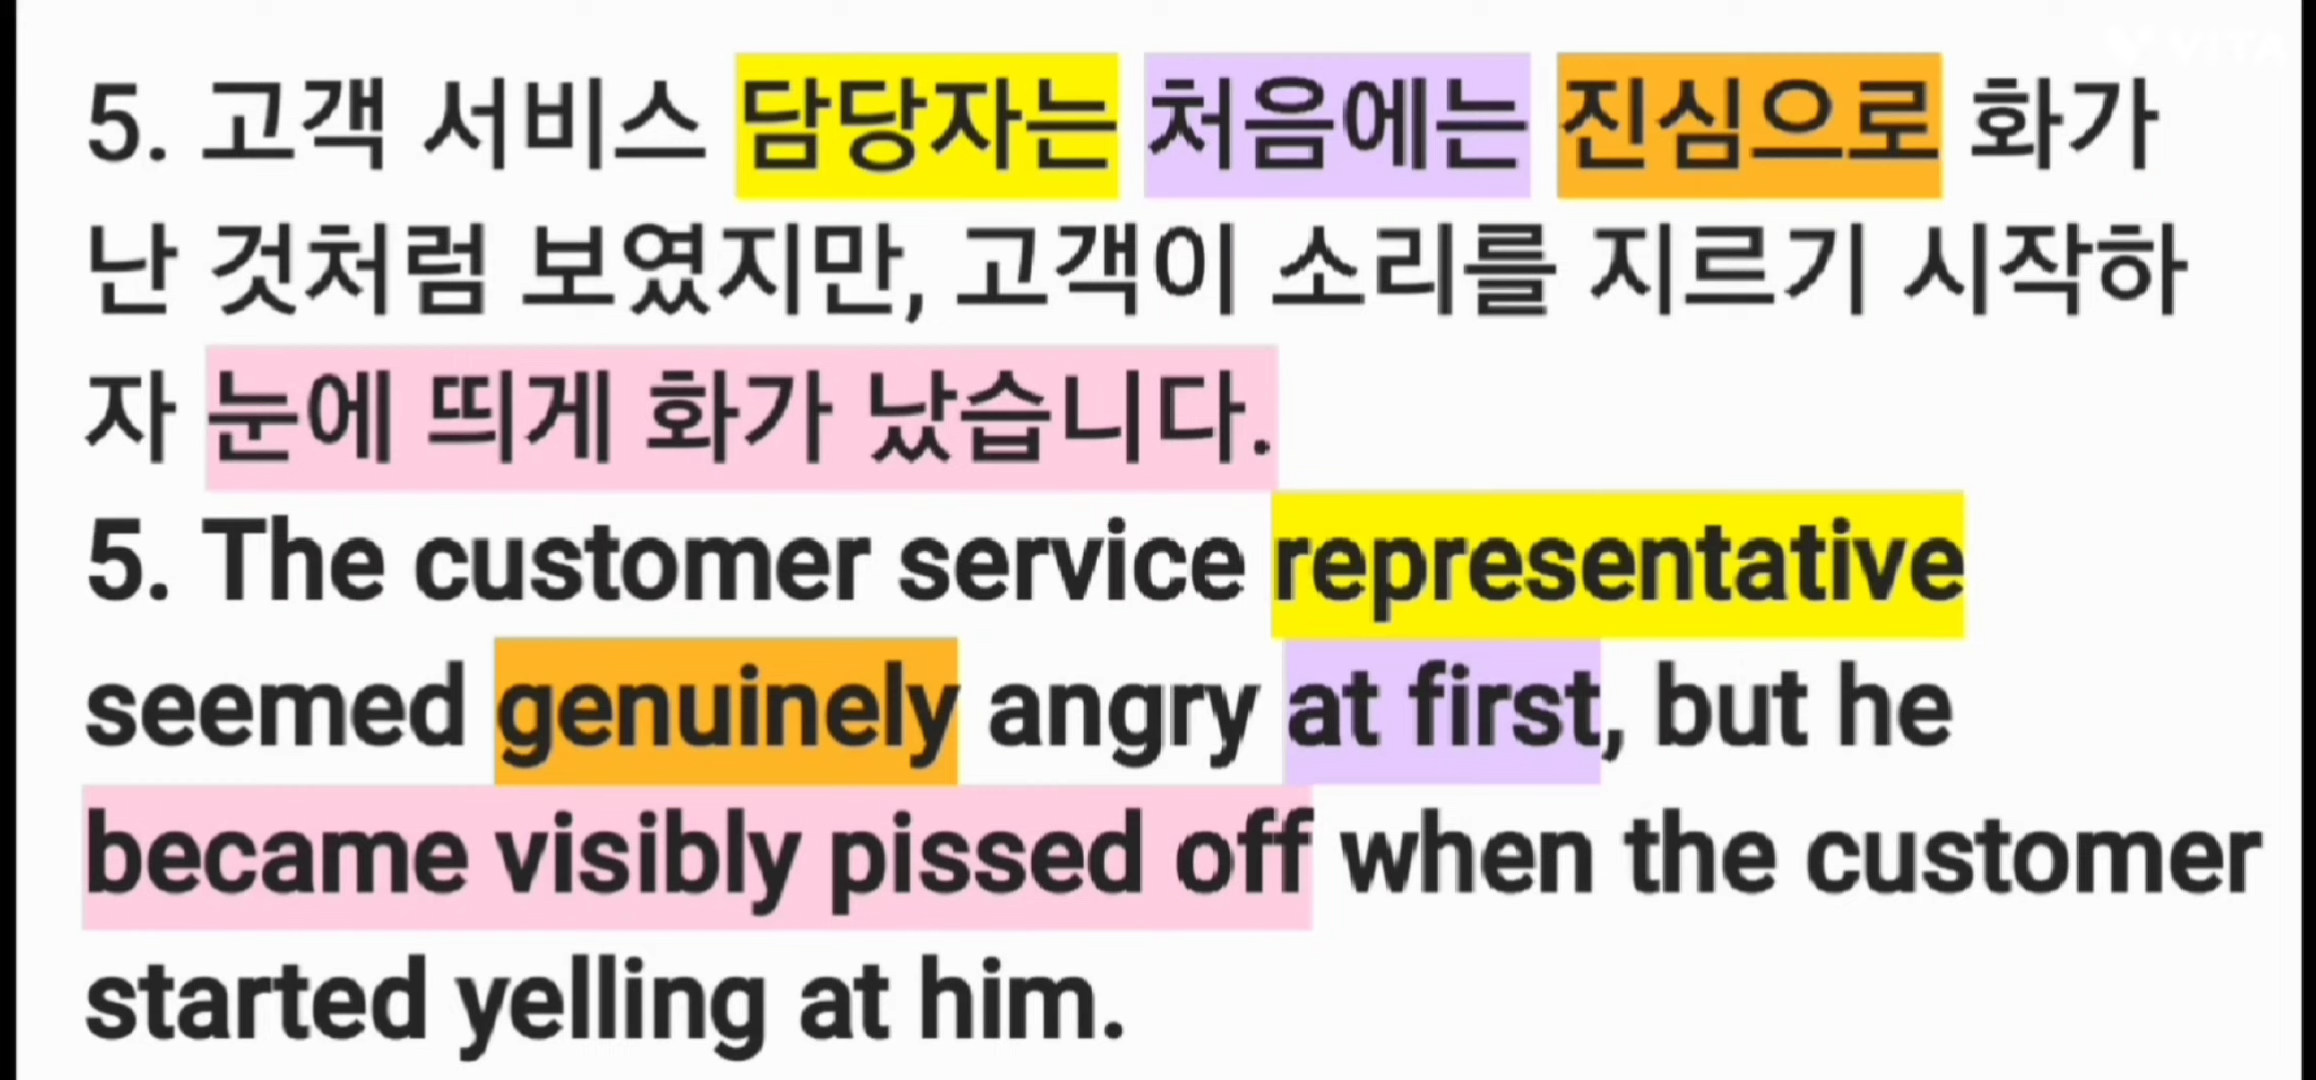 VITA
5. 고객 서비스 담당자는 처음에는 진심으로 화가
난 것처럼 보였지만, 고객이 소리를 지르기 시작하
자 눈에 띄게 화가 났습니다.
5. The customer service representative
seemed genuinely angry at first, but he
became visibly pissed off when the customer
started yelling at him.